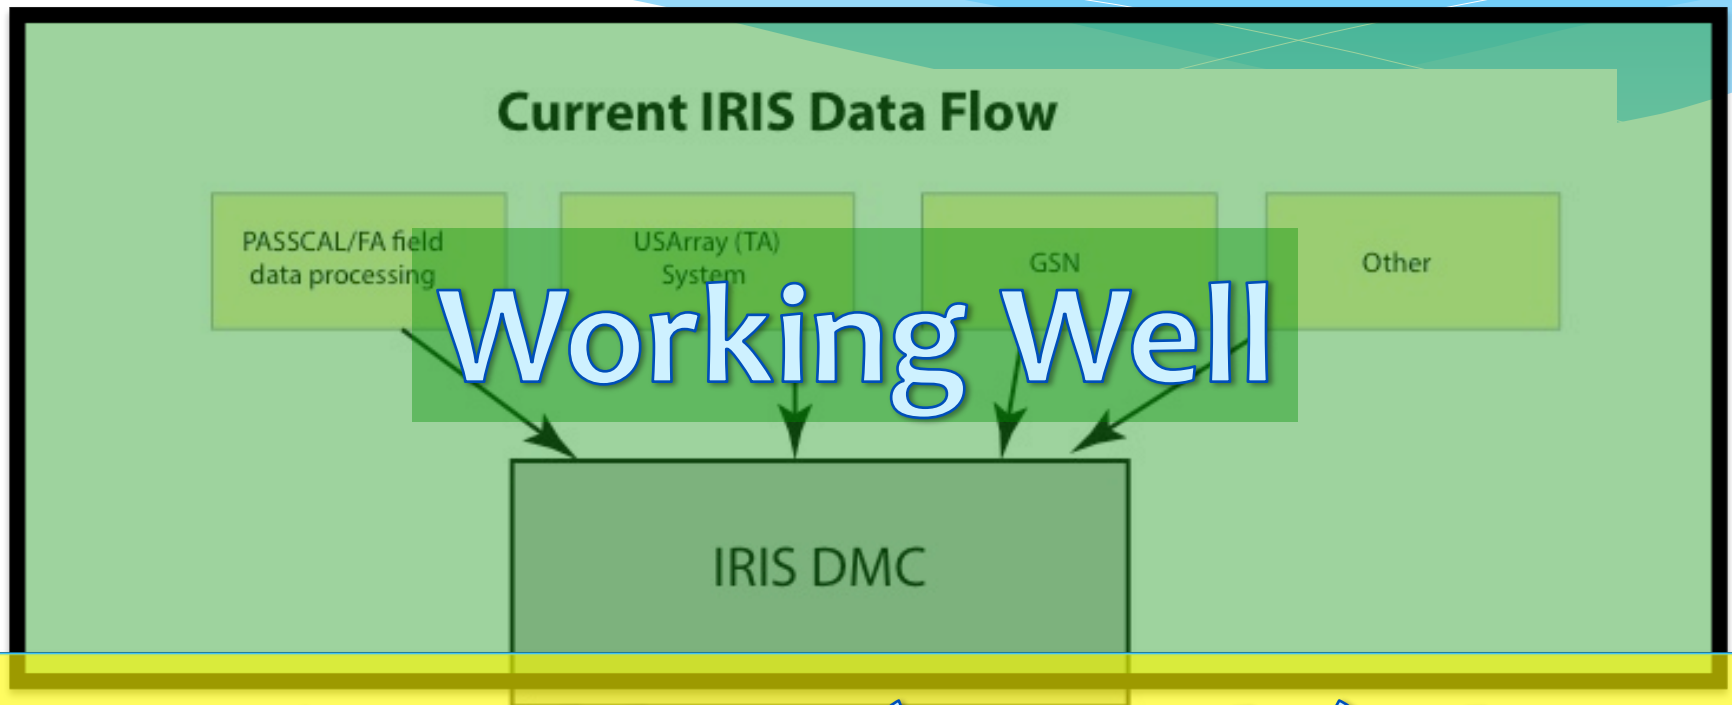 Current IRIS Data Flow
PASSCAL/FA field
data processing
USArray (TA)
System
GSN
Other
Working Well
IRIS DMC